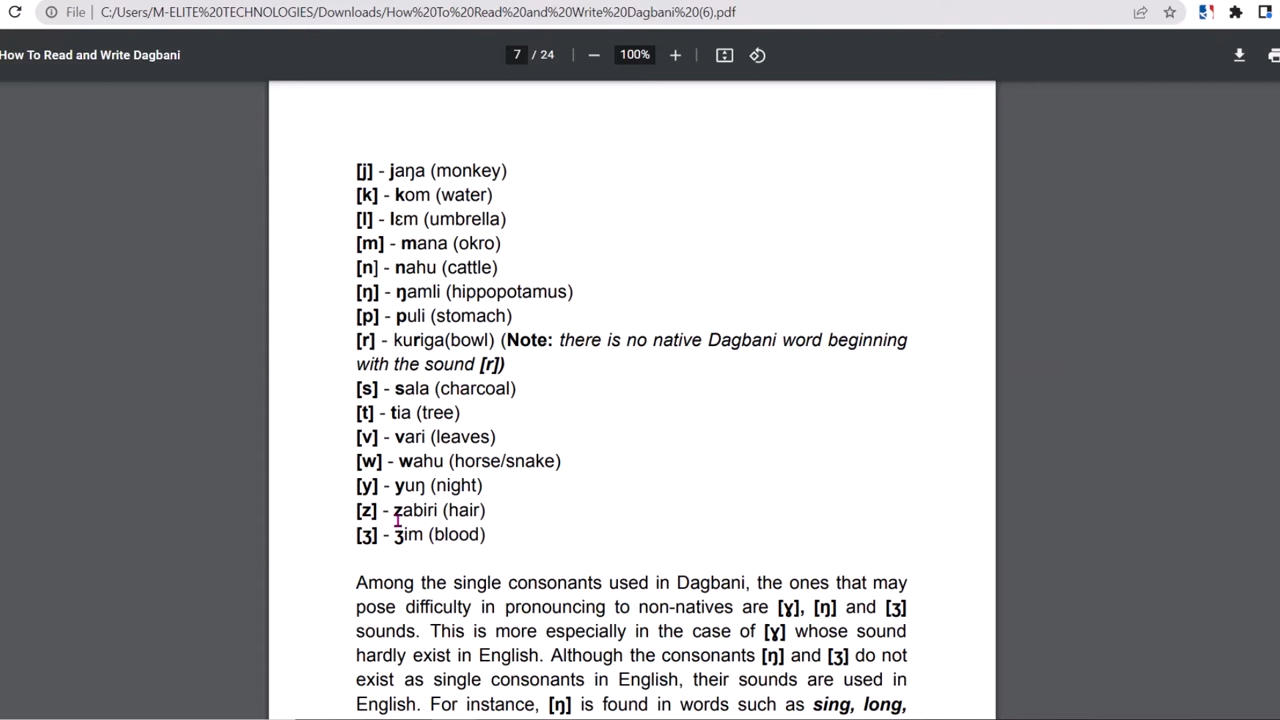 File | C:/Users/M-ELITE%20TECHNOLOGIES/Downloads/How%20To%20Read%20and%20Write%20Dagbani%20(6).pdf
How To Read and Write Dagbani
7 / 24 100%
[j] - jaŋa (monkey)
[k] - kom (water)
[l] - lɛm (umbrella)
[m] - mana (okro)
[n] - nahu (cattle)
[ŋ] - ŋamli (hippopotamus)
[p] - puli (stomach)
[r] - kuriga(bowl) (Note: there is no native Dagbani word beginning
with the sound [r])
[s] - sala (charcoal)
[t] - tia (tree)
[v] - vari (leaves)
[w] - wahu (horse/snake)
[y] - yuŋ (night)
[z] - zabiri (hair)
[ʒ] - ʒim (blood)
Among the single consonants used in Dagbani, the ones that may
pose difficulty in pronouncing to non-natives are [ɣ], [ŋ] and [ʒ]
sounds. This is more especially in the case of [ɣ] whose sound
hardly exist in English. Although the consonants [ŋ] and [ʒ] do not
exist as single consonants in English, their sounds are used in
English. For instance, [ŋ] is found in words such as sing, long,